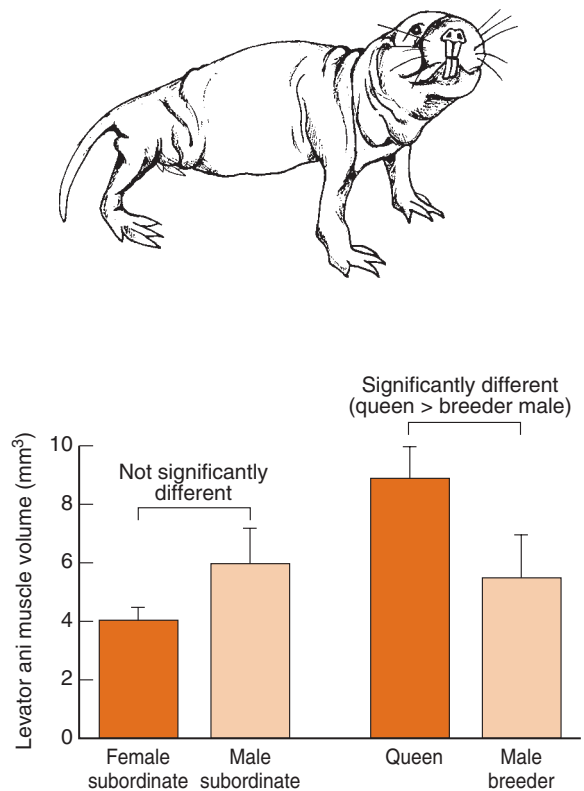 Significantly different
(queen > breeder male)
Not significantly
different
Levator ani muscle volume (mm³)
10
8
6
4
2
0
Female
subordinate
Male
subordinate
Queen
Male
breeder